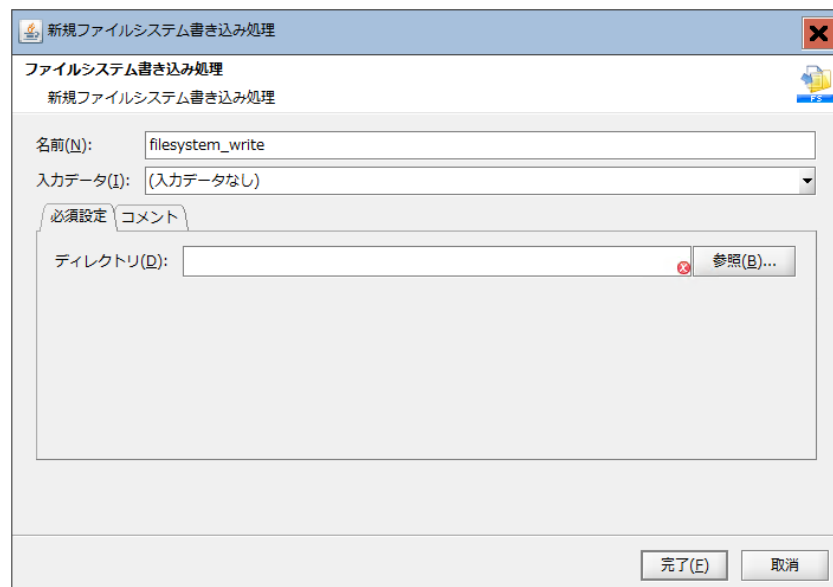 新規ファイルシステム書き込み処理
ファイルシステム書き込み処理
新規ファイルシステム書き込み処理
FS
名前(N): filesystem_write
入力データ(I): (入力データなし)
必須設定 コメント
ディレクトリ(D): 参照(B)...
完了(F) 取消